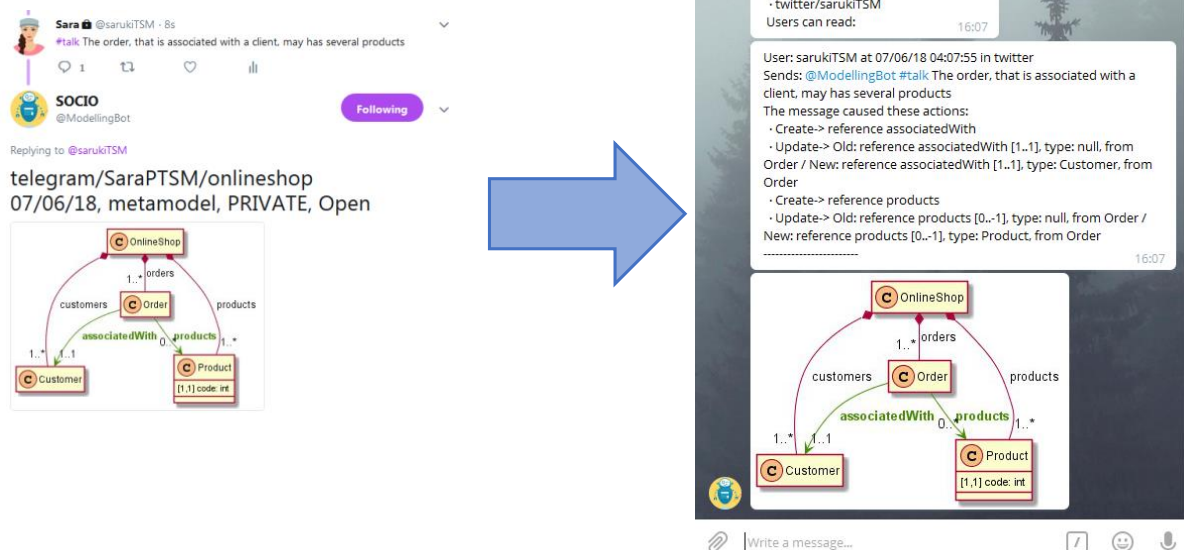 Sara @sarukiTSM · 8s
#talk The order, that is associated with a client, may has several products
1
SOCIO
@ModellingBot
Following
Replying to @sarukiTSM
telegram/SaraPTSM/onlineshop
07/06/18, metamodel, PRIVATE, Open
C OnlineShop
1..* orders
customers
C Order
products
associatedWith
0..* products
1..*
1..*
1..1
C Customer
C Product
[1,1] code: int
· twitter/sarukiTSM
Users can read:
16:07
User: sarukiTSM at 07/06/18 04:07:55 in twitter
Sends: @ModellingBot #talk The order, that is associated with a
client, may has several products
The message caused these actions:
· Create-> reference associatedWith
· Update-> Old: reference associatedWith [1..1], type: null, from
Order / New: reference associatedWith [1..1], type: Customer, from
Order
· Create-> reference products
· Update-> Old: reference products [0..-1], type: null, from Order /
New: reference products [0..-1], type: Product, from Order
------------------------
16:07
C OnlineShop
1..* orders
customers
C Order
products
associatedWith
0..* products
1..*
1..*
1..1
C Customer
C Product
[1,1] code: int
Write a message...